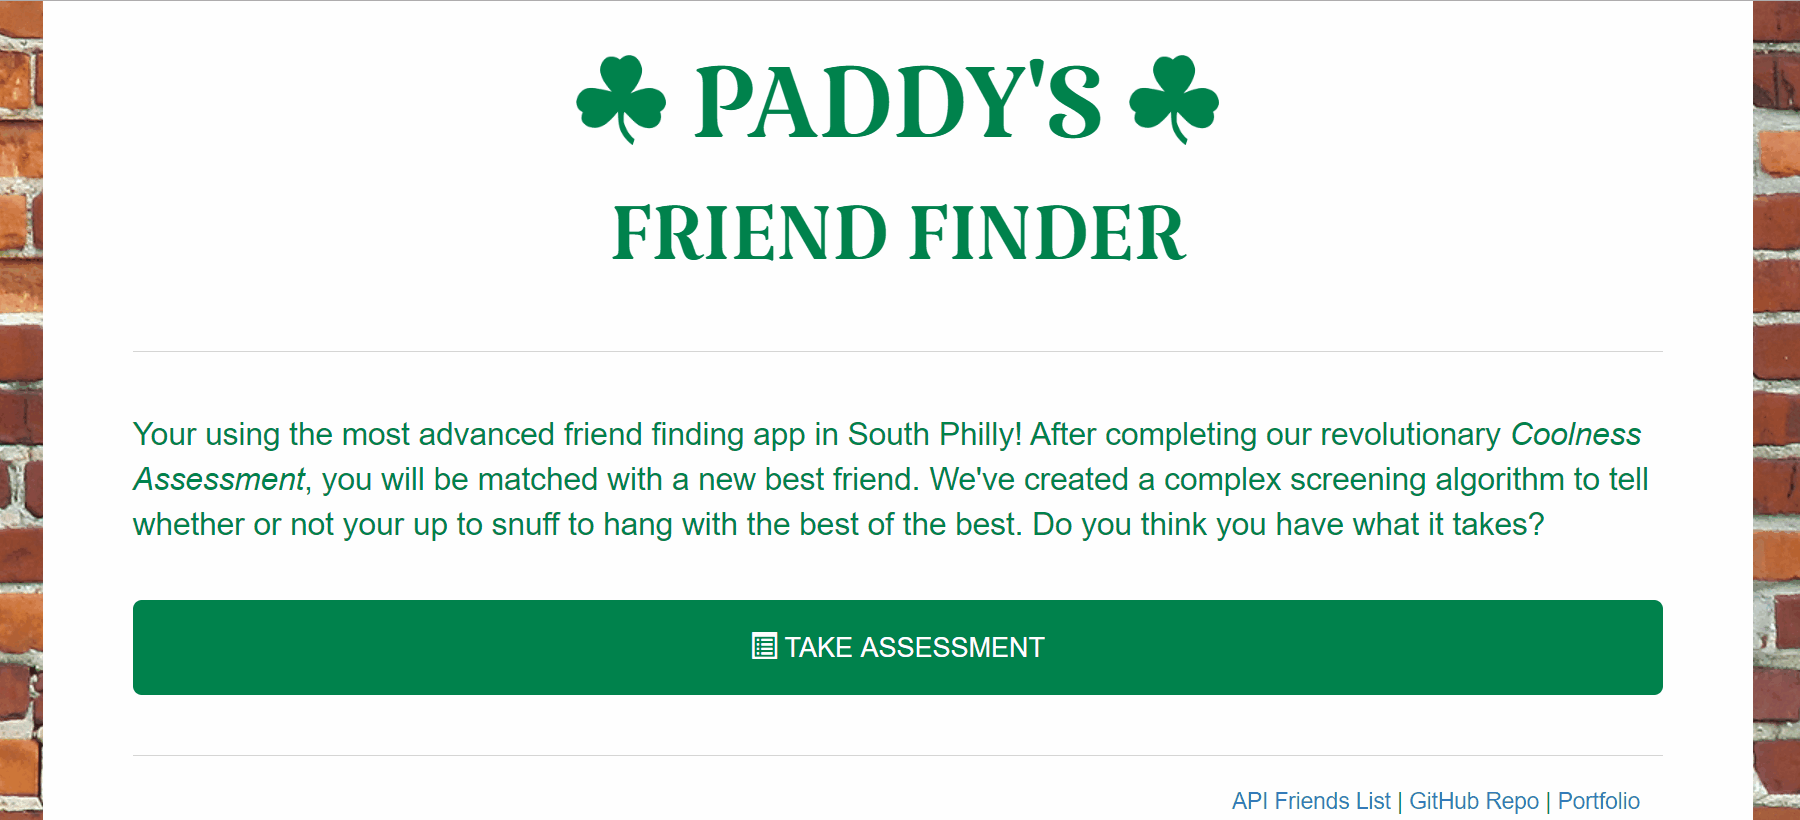 PADDY'S
FRIEND FINDER
Your using the most advanced friend finding app in South Philly! After completing our revolutionary Coolness
Assessment, you will be matched with a new best friend. We've created a complex screening algorithm to tell
whether or not your up to snuff to hang with the best of the best. Do you think you have what it takes?
TAKE ASSESSMENT
API Friends List | GitHub Repo | Portfolio